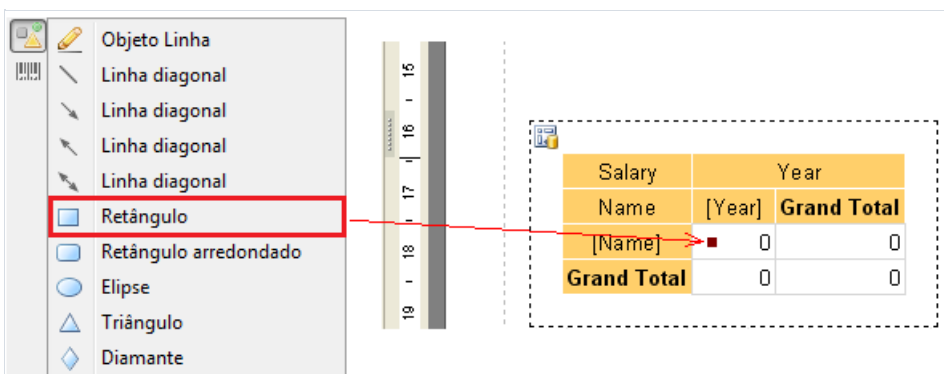 Objeto Linha
Linha diagonal
Linha diagonal
Linha diagonal
Linha diagonal
Retângulo
Retângulo arredondado
Elipse
Triângulo
Diamante
15
16
17
18
19
Salary Year
Name [Year] Grand Total
[Name] 0 0
Grand Total 0 0